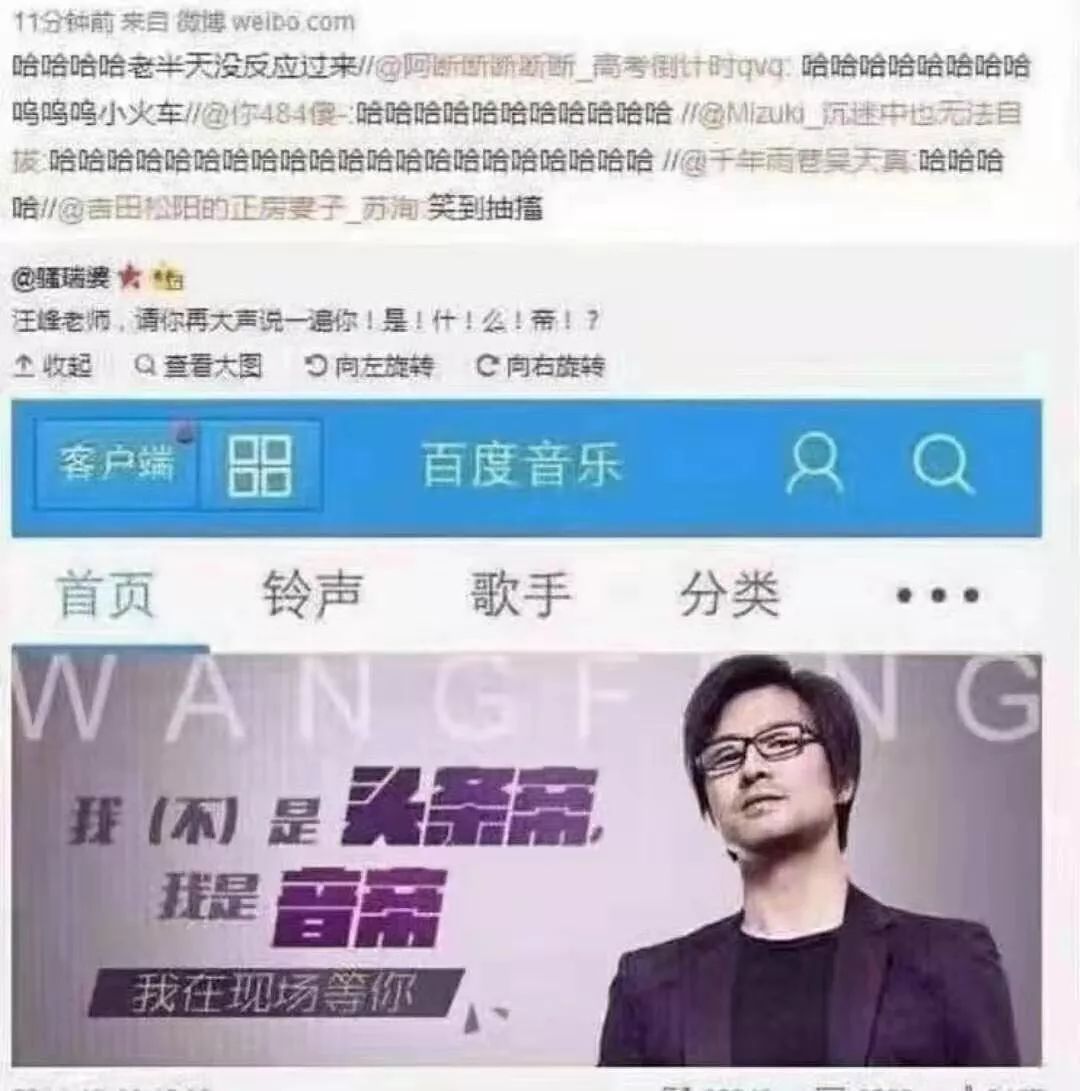 11分钟前 来自 微博 weibo.com
哈哈哈哈老半天没反应过来//@阿断断断断断_高考倒计时qvq: 哈哈哈哈哈哈哈哈
呜呜呜小火车//@你484傻-:哈哈哈哈哈哈哈哈哈哈哈 //@Mizuki_沉迷中也无法自
拔:哈哈哈哈哈哈哈哈哈哈哈哈哈哈哈哈哈哈哈哈哈 //@千年雨巷吴天真:哈哈哈
哈//@吉田松阳的正房妻子_苏洵:笑到抽搐
@骚瑞婆
汪峰老师，请你再大声说一遍你！是！什！么！帝！？
收起 查看大图 向左旋转 向右旋转
客户端 百度音乐
首页 铃声 歌手 分类 •••
WANGFENG
我(不)是头条帝,
我是音帝
我在现场等你